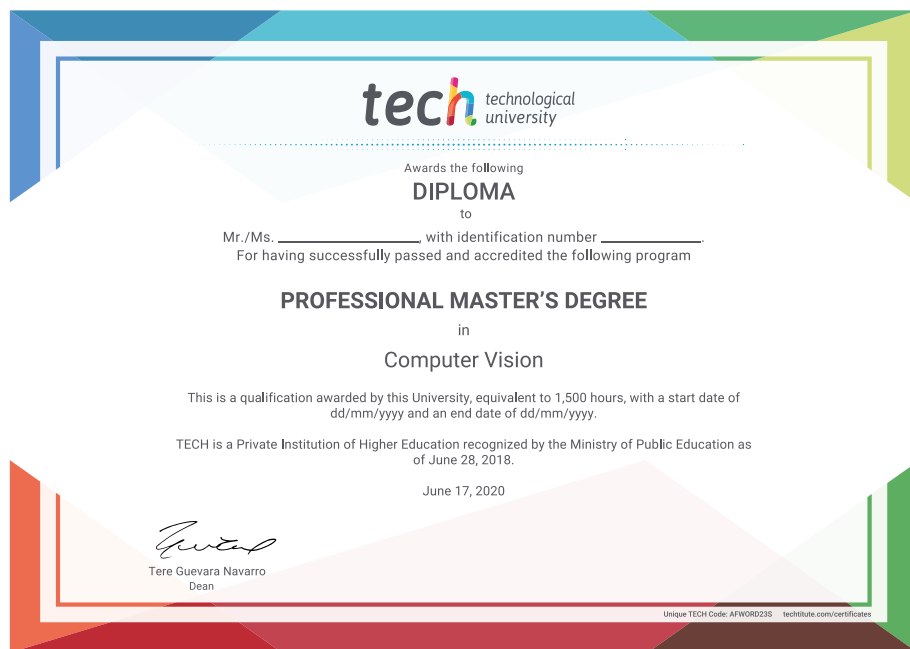 tech technological
university
Awards the following
DIPLOMA
to
Mr./Ms. ____________, with identification number ____________.
For having successfully passed and accredited the following program
PROFESSIONAL MASTER’S DEGREE
in
Computer Vision
This is a qualification awarded by this University, equivalent to 1,500 hours, with a start date of
dd/mm/yyyy and an end date of dd/mm/yyyy.
TECH is a Private Institution of Higher Education recognized by the Ministry of Public Education as
of June 28, 2018.
June 17, 2020
Tere Guevara Navarro
Dean
Unique TECH Code: AFWORD23S techtitute.com/certificates